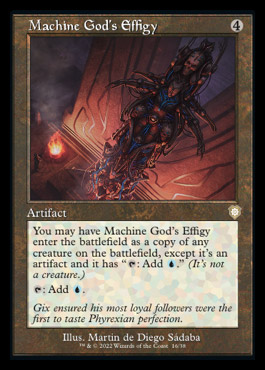 Machine God's Effigy 4
Artifact
You may have Machine God's Effigy
enter the battlefield as a copy of any
creature on the battlefield, except it's an
artifact and it has “: Add .” (It's not
a creature.)
: Add .
Gix ensured his most loyal followers were the
first to taste Phyrexian perfection.
Illus. Martin de Diego Sádaba
™ & © 2022 Wizards of the Coast 16/38